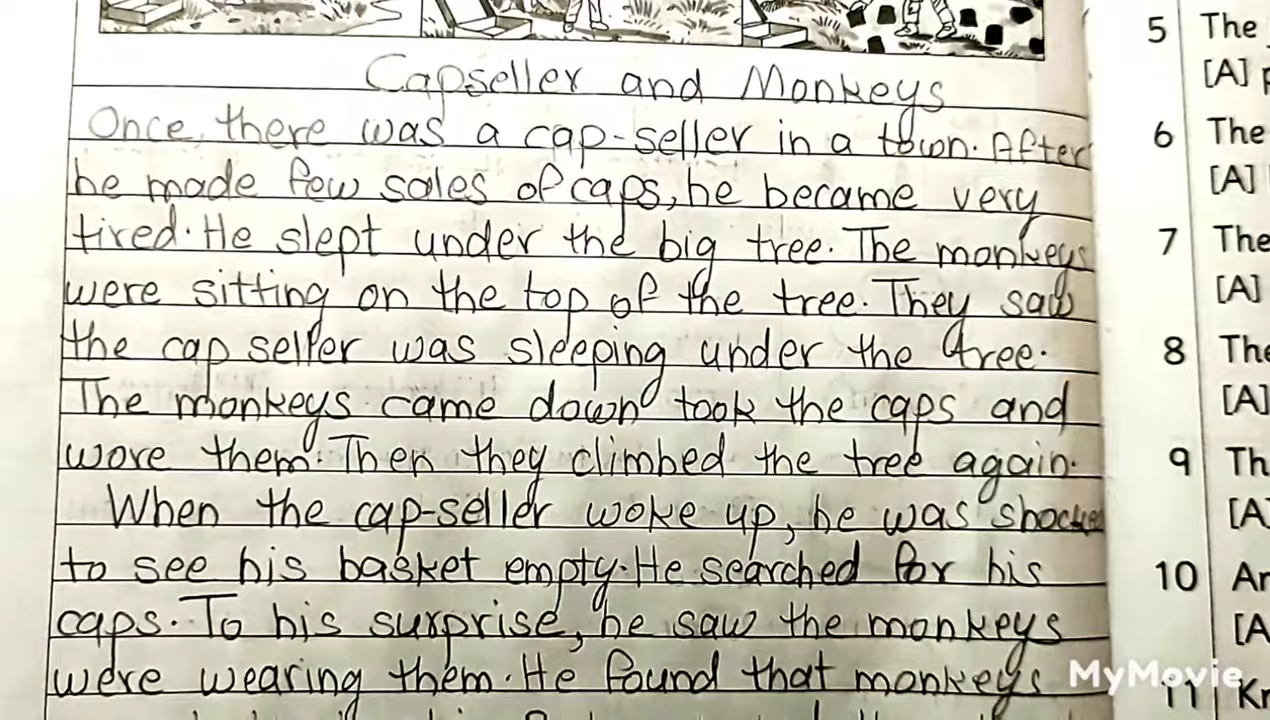 Capseller and Monkeys
Once, there was a cap-seller in a town. After
he made few sales of caps, he became very
tired. He slept under the big tree. The monkeys
were sitting on the top of the tree. They saw
the cap seller was sleeping under the tree.
The monkeys came down took the caps and
wore them. Then they climbed the tree again.
When the cap-seller woke up, he was shocke
to see his basket empty. He searched for his
caps. To his surprise, he saw the monkeys
were wearing them. He found that monkeys
5 The
[A]
6 The
[A]
7 The
[A]
8 The
[A]
9 Th
[A
10 Ar
[A
11 Kr
MyMovie